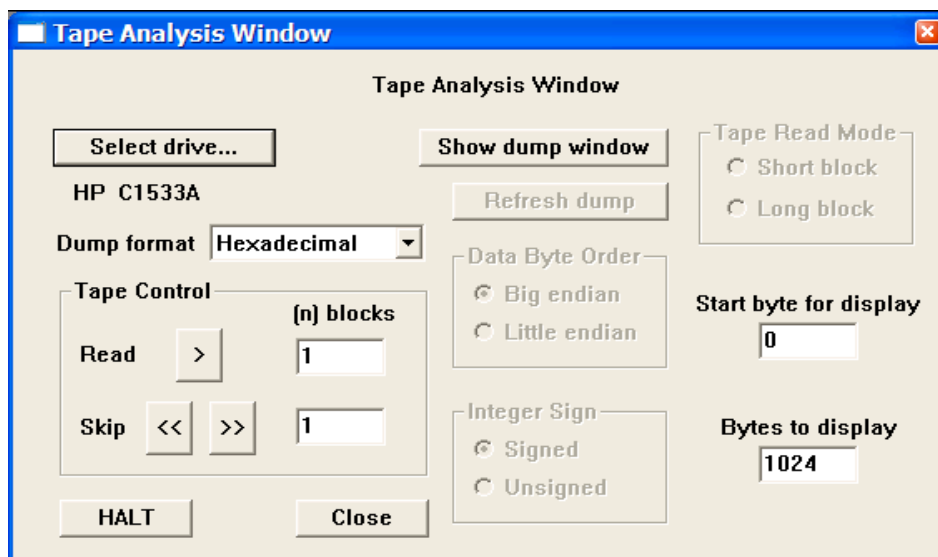 Tape Analysis Window
Tape Analysis Window
Select drive...
HP C1533A
Dump format Hexadecimal
Tape Control
(n) blocks
Read > 1
Skip << >> 1
HALT
Close
Show dump window
Refresh dump
Data Byte Order
Big endian
Little endian
Integer Sign
Signed
Unsigned
Tape Read Mode
Short block
Long block
Start byte for display
0
Bytes to display
1024